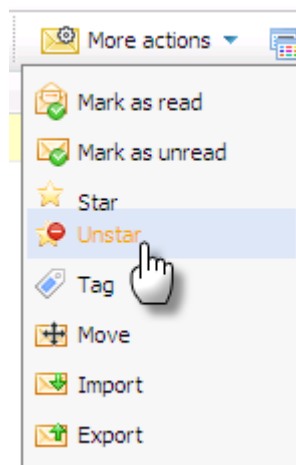 More actions
Mark as read
Mark as unread
Star
Unstar
Tag
Move
Import
Export